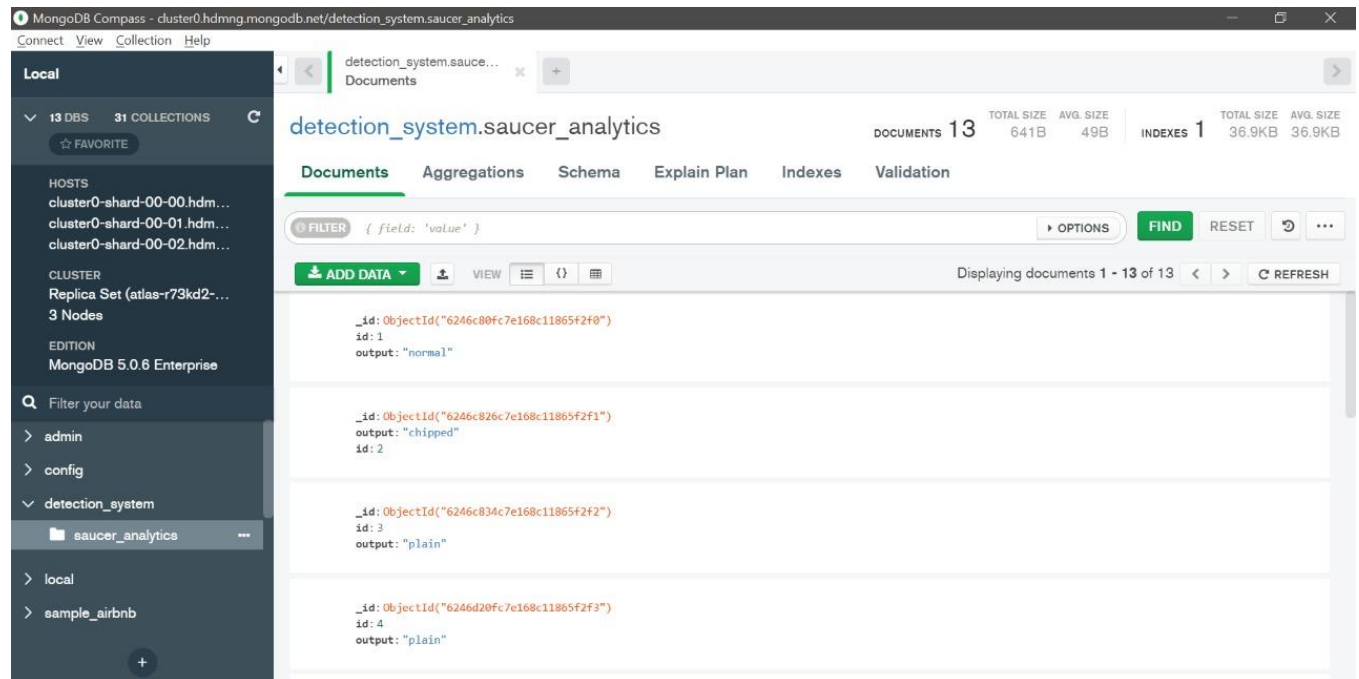 MongoDB Compass - cluster0.hdmng.mongodb.net/detection_system.saucer_analytics
Connect View Collection Help
Local
detection_system.sauce...
Documents
13 DBS 31 COLLECTIONS
FAVORITE
detection_system.saucer_analytics
DOCUMENTS 13 TOTAL SIZE 641B AVG. SIZE 49B INDEXES 1 TOTAL SIZE 36.9KB AVG. SIZE 36.9KB
Documents Aggregations Schema Explain Plan Indexes Validation
HOSTS
cluster0-shard-00-00.hdm...
cluster0-shard-00-01.hdm...
cluster0-shard-00-02.hdm...
CLUSTER
Replica Set (atlas-r73kd2-...
3 Nodes
EDITION
MongoDB 5.0.6 Enterprise
Filter your data
admin
config
detection_system
saucer_analytics
local
sample_airbnb
FILTER { field: 'value' } OPTIONS FIND RESET
ADD DATA VIEW Displaying documents 1 - 13 of 13 REFRESH
_id: ObjectId("6246c80fc7e168c11865f2f0")
id: 1
output: "normal"
_id: ObjectId("6246c826c7e168c11865f2f1")
output: "chipped"
id: 2
_id: ObjectId("6246c834c7e168c11865f2f2")
id: 3
output: "plain"
_id: ObjectId("6246d20fc7e168c11865f2f3")
id: 4
output: "plain"